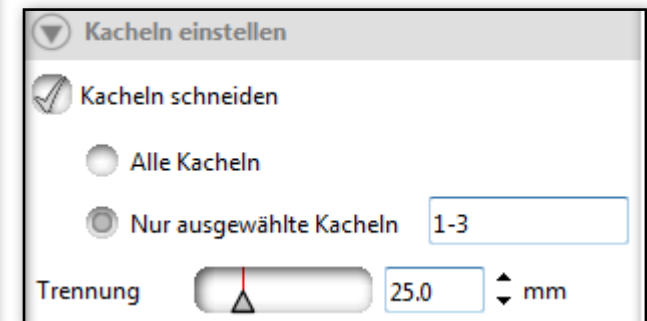 Kacheln einstellen
Kacheln schneiden
Alle Kacheln
Nur ausgewählte Kacheln 1-3
Trennung 25.0 mm